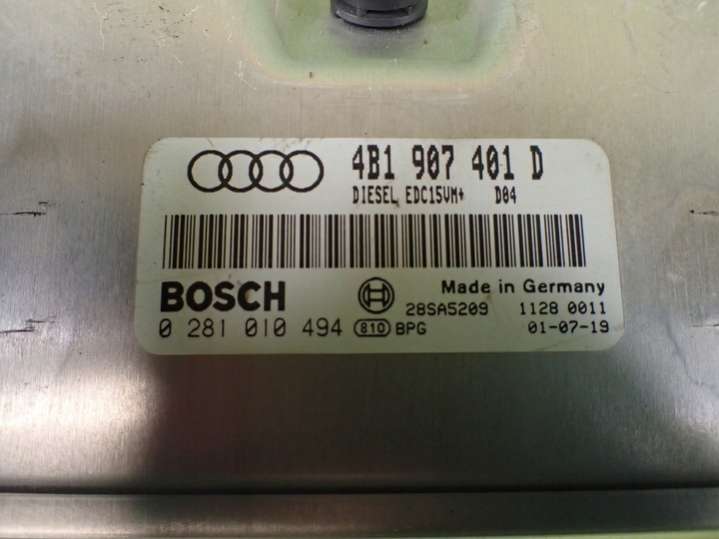 4B1 907 401 D
DIESEL EDC15VM+ D04
BOSCH
Made in Germany
28SA5209 1128 0011
0 281 010 494 810 BPG 01-07-19